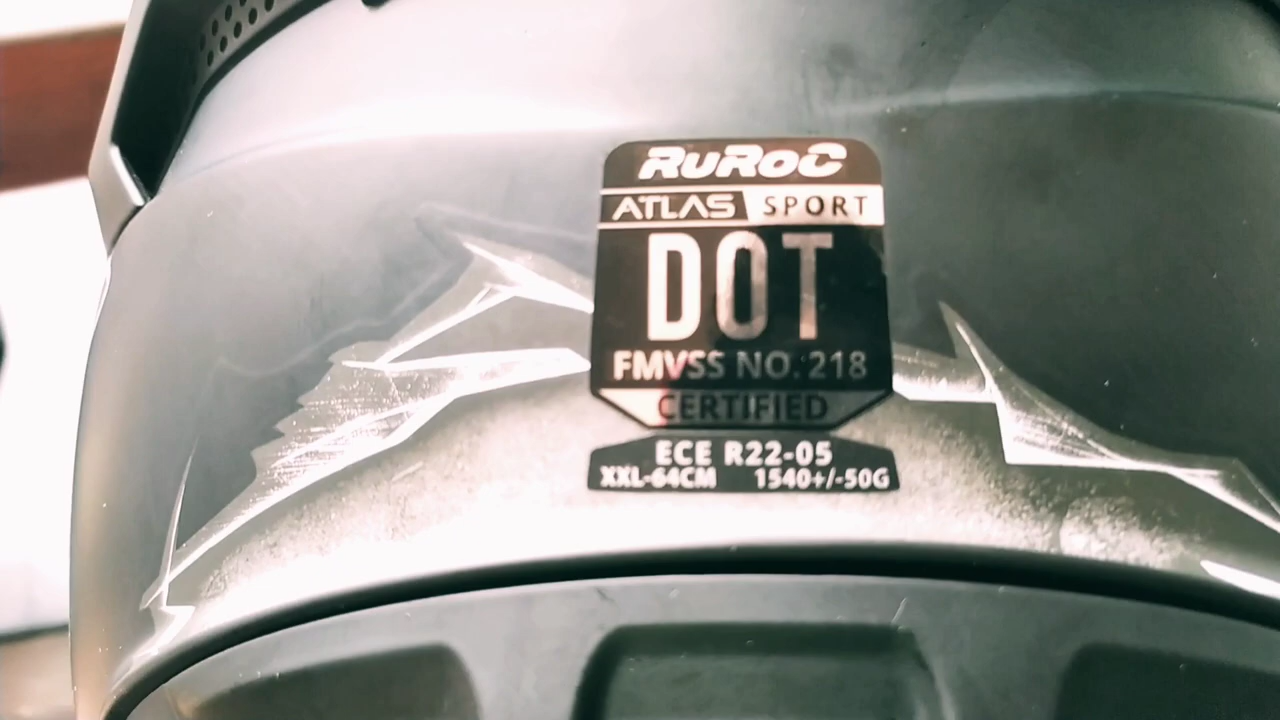 RUROC
ATLAS SPORT
DOT
FMVSS NO. 218
CERTIFIED
ECE R22-05
XXL-64CM 1540+/-50G